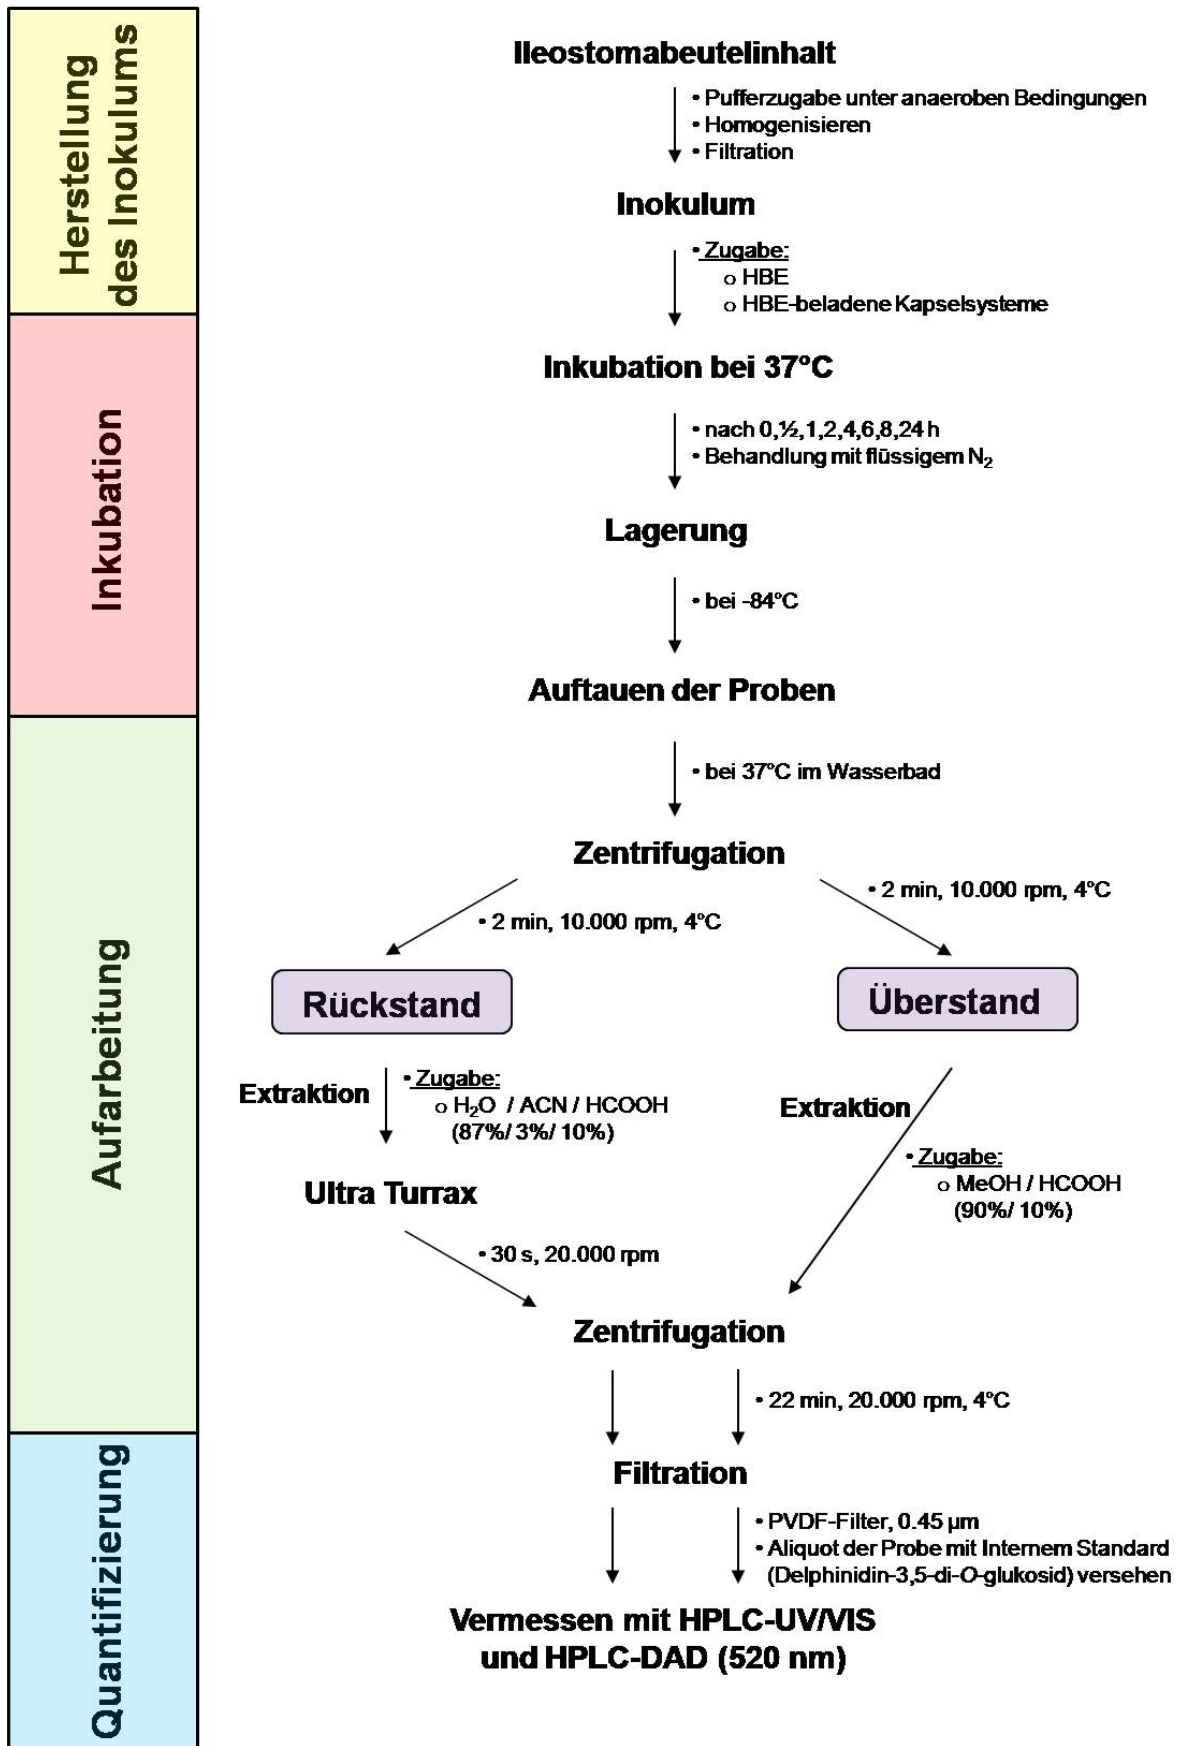 Herstellung
des Inokulums
Ileostomabeutelinhalt
• Pufferzugabe unter anaeroben Bedingungen
• Homogenisieren
• Filtration
Inokulum
• Zugabe:
o HBE
o HBE-beladene Kapselsysteme
Inkubation
Inkubation bei 37°C
• nach 0,½,1,2,4,6,8,24 h
• Behandlung mit flüssigem N₂
Lagerung
• bei -84°C
Auftauen der Proben
Aufarbeitung
• bei 37°C im Wasserbad
Zentrifugation
• 2 min, 10.000 rpm, 4°C
• 2 min, 10.000 rpm, 4°C
Rückstand
Überstand
Extraktion
• Zugabe:
o H₂O / ACN / HCOOH
(87%/ 3%/ 10%)
Extraktion
• Zugabe:
o MeOH / HCOOH
(90%/ 10%)
Ultra Turrax
• 30 s, 20.000 rpm
Zentrifugation
• 22 min, 20.000 rpm, 4°C
Quantifizierung
Filtration
• PVDF-Filter, 0.45 µm
• Aliquot der Probe mit Internem Standard
(Delphinidin-3,5-di-O-glukosid) versehen
Vermessen mit HPLC-UV/VIS
und HPLC-DAD (520 nm)